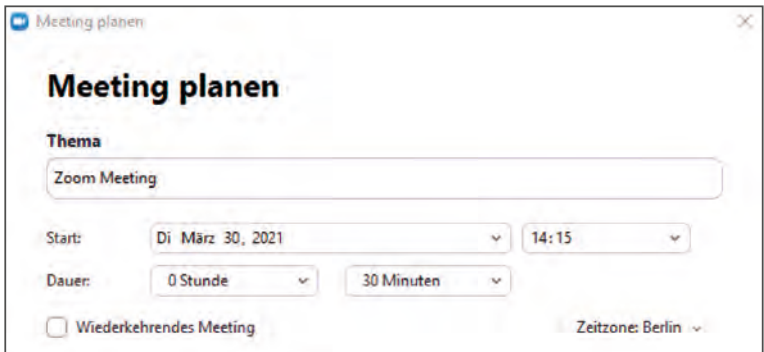 Meeting planen
Meeting planen
Thema
Zoom Meeting
Start: Di März 30, 2021 14:15
Dauer: 0 Stunde 30 Minuten
Wiederkehrendes Meeting Zeitzone: Berlin